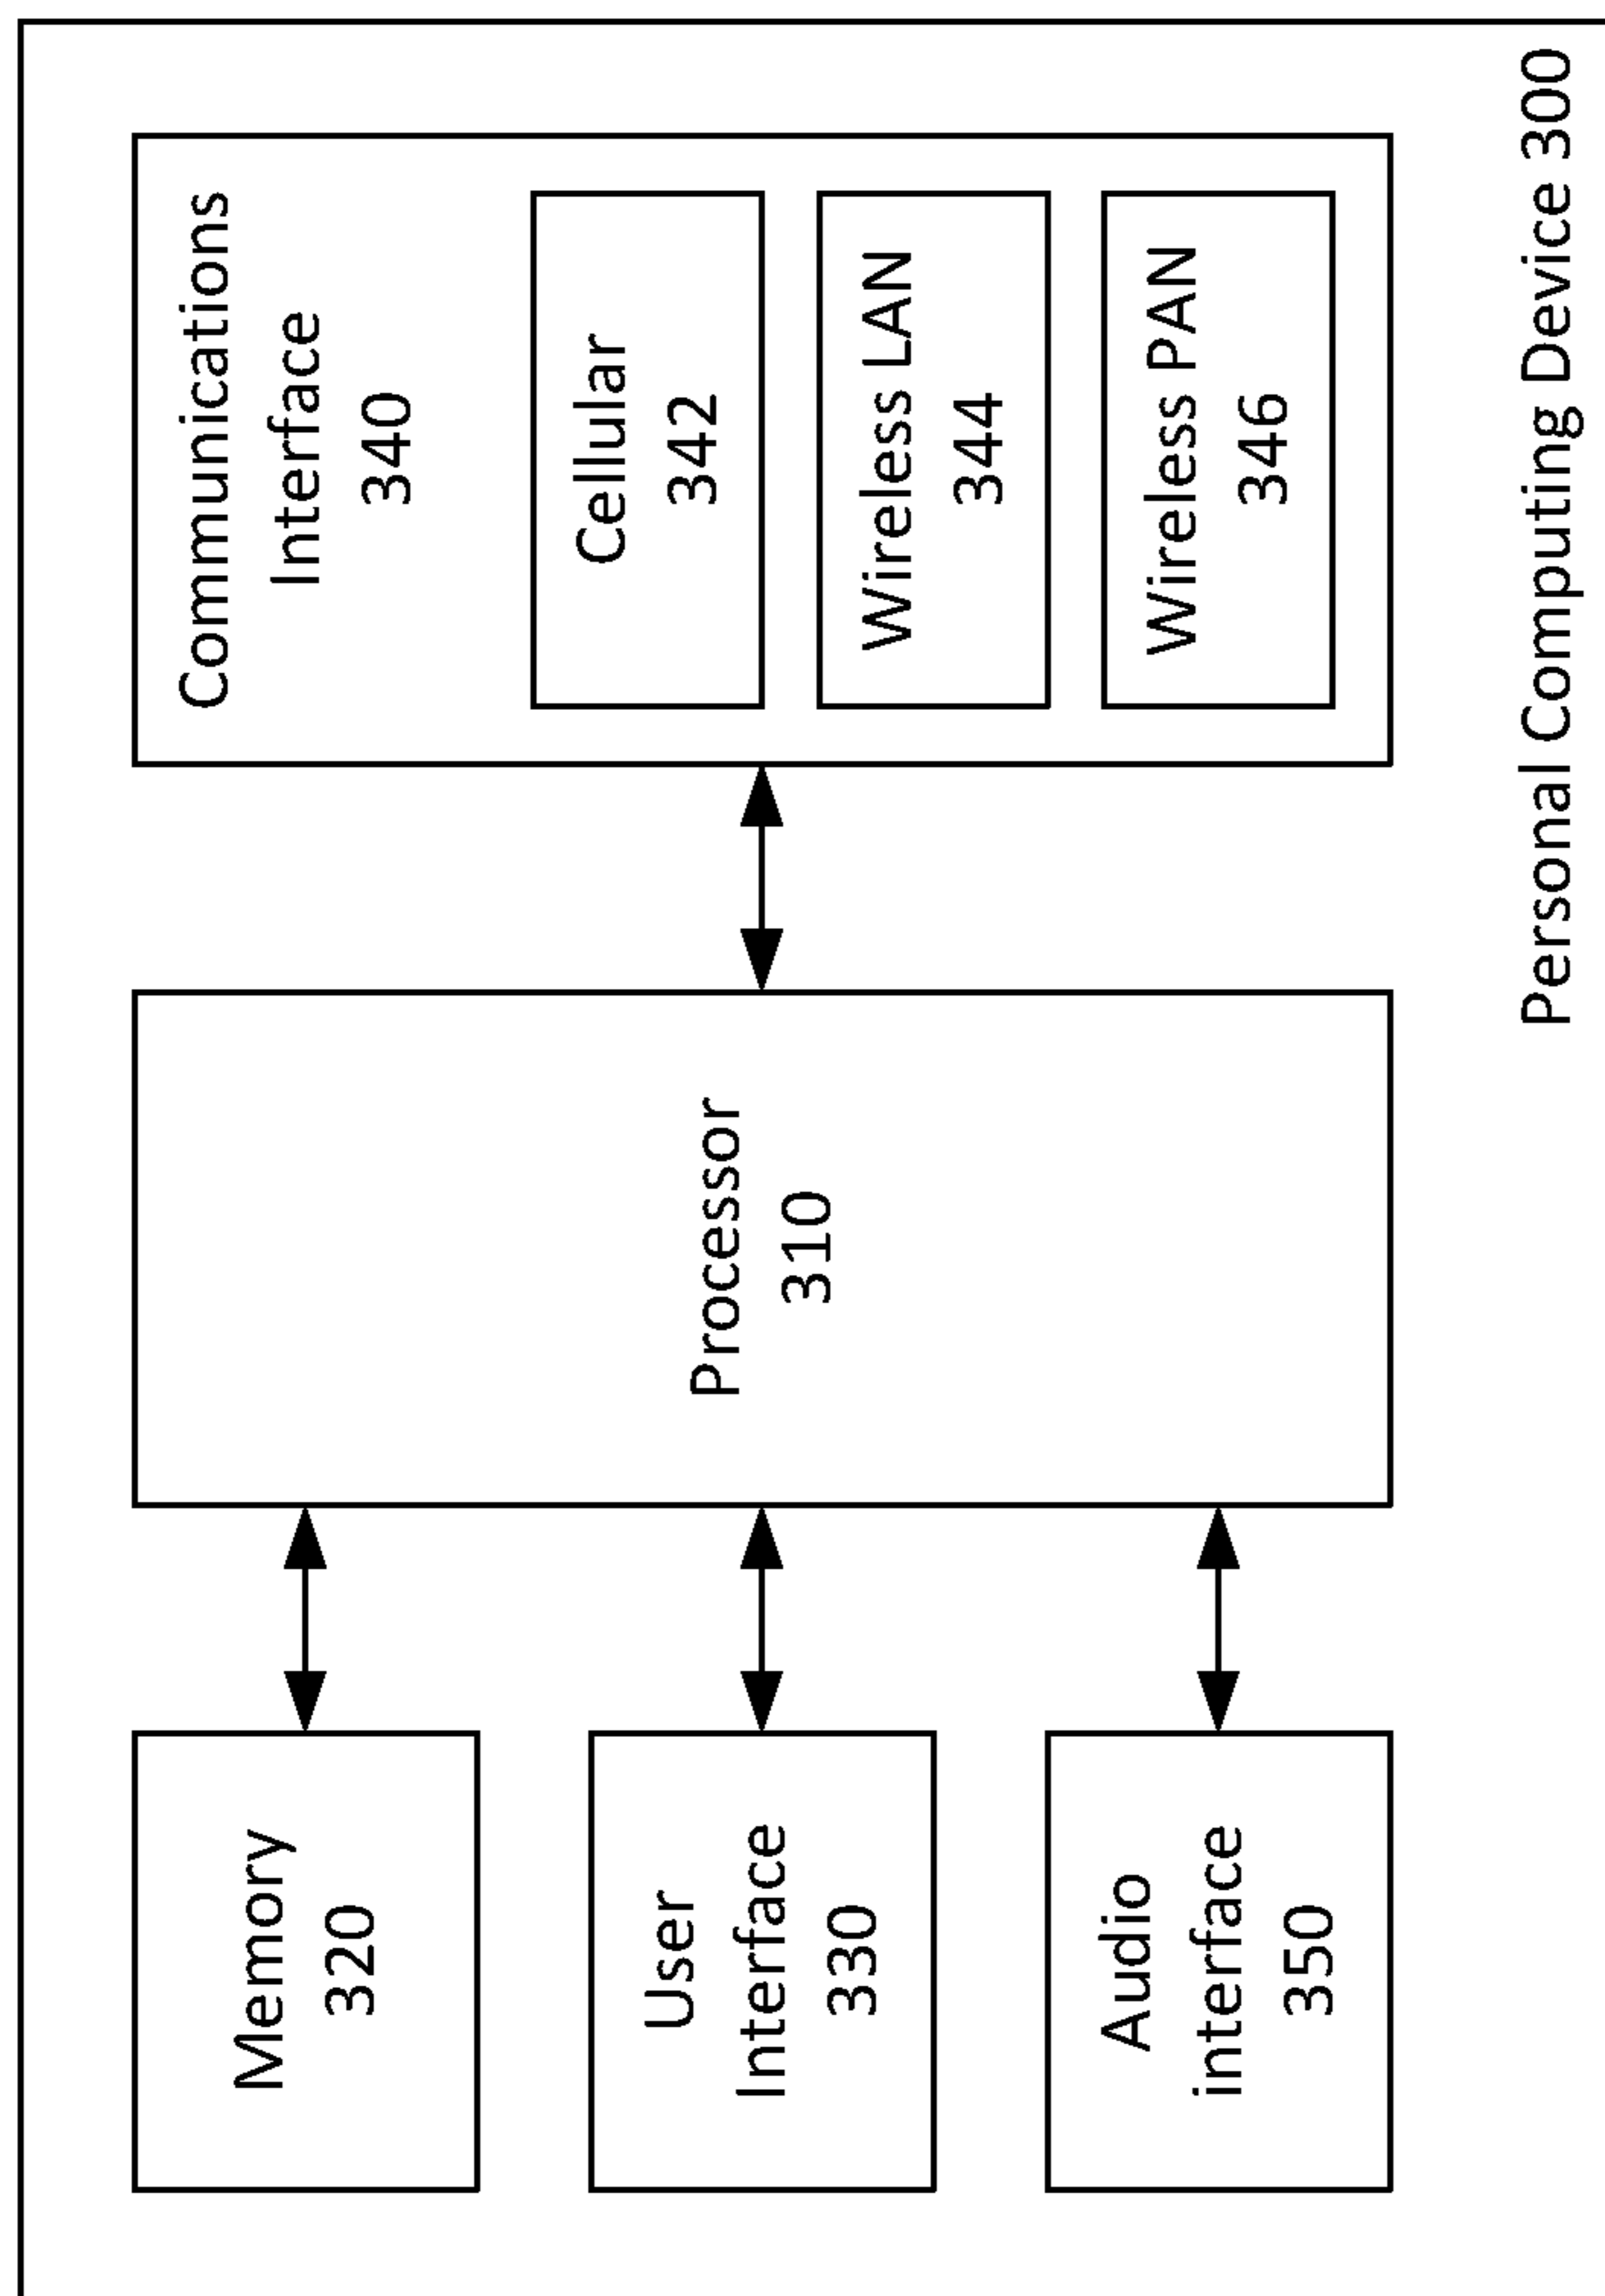 Memory
320
User
Interface
330
Audio
interface
350
Processor
310
Communications
Interface
340
Cellular
342
Wireless LAN
344
Wireless PAN
346
Personal Computing Device 300